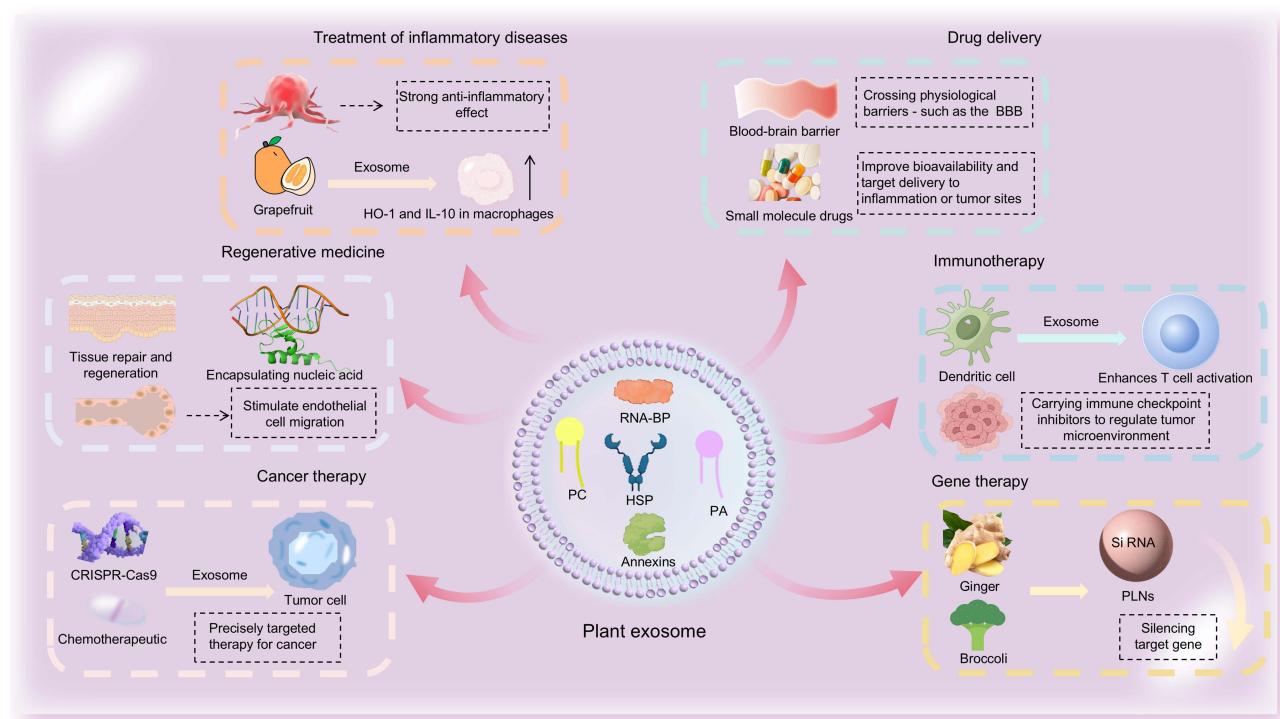 Treatment of inflammatory diseases
Strong anti-inflammatory
effect
Exosome
Grapefruit
HO-1 and IL-10 in macrophages
Drug delivery
Blood-brain barrier
Crossing physiological
barriers - such as the BBB
Small molecule drugs
Improve bioavailability and
target delivery to
inflammation or tumor sites
Regenerative medicine
Tissue repair and
regeneration
Encapsulating nucleic acid
Stimulate endothelial
cell migration
Immunotherapy
Dendritic cell
Exosome
Enhances T cell activation
Carrying immune checkpoint
inhibitors to regulate tumor
microenvironment
Cancer therapy
CRISPR-Cas9
Exosome
Tumor cell
Chemotherapeutic
Precisely targeted
therapy for cancer
RNA-BP
PC
HSP
PA
Annexins
Plant exosome
Gene therapy
Ginger
Broccoli
Si RNA
PLNs
Silencing
target gene